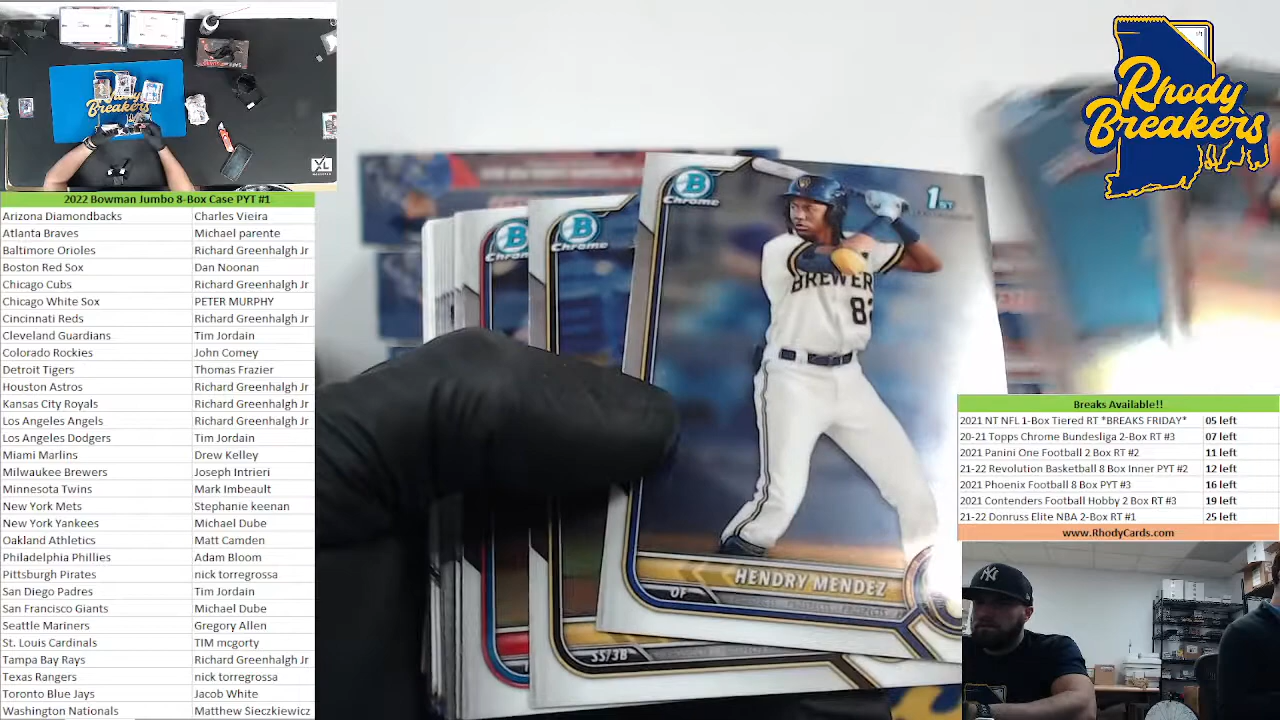 2022 Bowman Jumbo 8-Box Case PYT #1
Arizona Diamondbacks Charles Vieira
Atlanta Braves Michael parente
Baltimore Orioles Richard Greenhalgh Jr
Boston Red Sox Dan Noonan
Chicago Cubs Richard Greenhalgh Jr
Chicago White Sox PETER MURPHY
Cincinnati Reds Richard Greenhalgh Jr
Cleveland Guardians Tim Jordain
Colorado Rockies John Comey
Detroit Tigers Thomas Frazier
Houston Astros Richard Greenhalgh Jr
Kansas City Royals Richard Greenhalgh Jr
Los Angeles Angels Richard Greenhalgh Jr
Los Angeles Dodgers Tim Jordain
Miami Marlins Drew Kelley
Milwaukee Brewers Joseph Intrieri
Minnesota Twins Mark Imbeault
New York Mets Stephanie keenan
New York Yankees Michael Dube
Oakland Athletics Matt Camden
Philadelphia Phillies Adam Bloom
Pittsburgh Pirates nick torregrossa
San Diego Padres Tim Jordain
San Francisco Giants Michael Dube
Seattle Mariners Gregory Allen
St. Louis Cardinals TIM mcgorty
Tampa Bay Rays Richard Greenhalgh Jr
Texas Rangers nick torregrossa
Toronto Blue Jays Jacob White
Washington Nationals Matthew Sieczkiewicz
Rhody
Breakers
XL
B
Chrome
B
Chrome
B
Chrome
1ST
BREWER
82
HENDRY MENDEZ
OF
SS/3B
Rhody
Breakers
1/1
Breaks Available!!
2021 NT NFL 1-Box Tiered RT *BREAKS FRIDAY* 05 left
20-21 Topps Chrome Bundesliga 2-Box RT #3 07 left
2021 Panini One Football 2 Box RT #2 11 left
21-22 Revolution Basketball 8 Box Inner PYT #2 12 left
2021 Phoenix Football 8 Box PYT #3 16 left
2021 Contenders Football Hobby 2 Box RT #3 19 left
21-22 Donruss Elite NBA 2-Box RT #1 25 left
www.RhodyCards.com